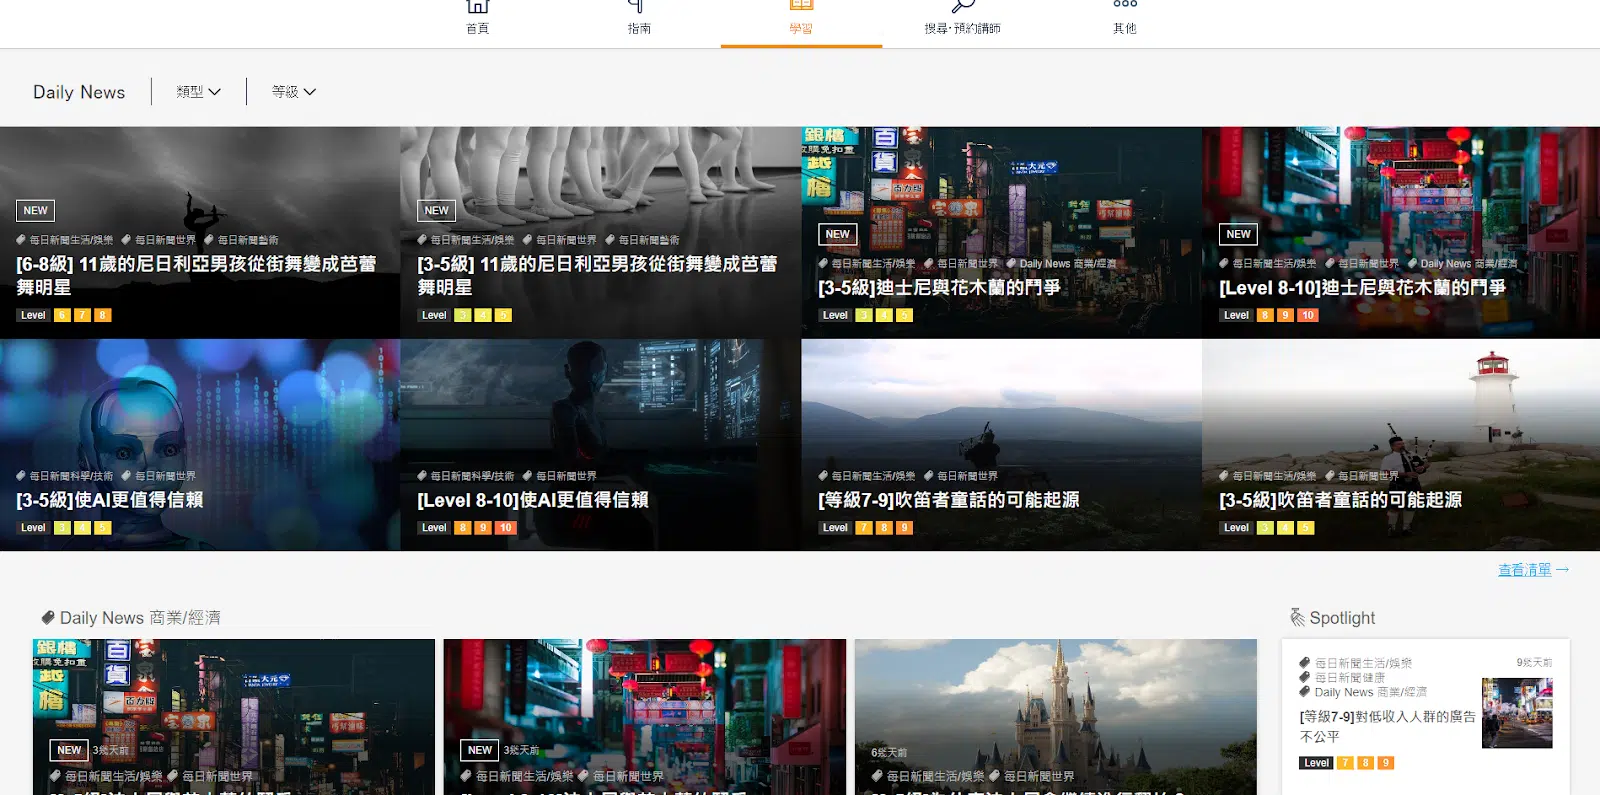 首頁
指南
學習
搜尋·預約講師
其他
Daily News
類型
等級
NEW
每日新聞生活/娛樂 每日新聞世界 每日新聞藝術
[6-8級] 11歲的尼日利亞男孩從街舞變成芭蕾
舞明星
Level 6 7 8
NEW
每日新聞生活/娛樂 每日新聞世界 每日新聞藝術
[3-5級] 11歲的尼日利亞男孩從街舞變成芭蕾
舞明星
Level 3 4 5
NEW
每日新聞生活/娛樂 每日新聞世界 Daily News 商業/經濟
[3-5級]迪士尼與花木蘭的鬥爭
Level 3 4 5
NEW
每日新聞生活/娛樂 每日新聞世界 Daily News 商業/經濟
[Level 8-10]迪士尼與花木蘭的鬥爭
Level 8 9 10
每日新聞科學/技術 每日新聞世界
[3-5級]使AI更值得信賴
Level 3 4 5
每日新聞科學/技術 每日新聞世界
[Level 8-10]使AI更值得信賴
Level 8 9 10
每日新聞生活/娛樂 每日新聞世界
[等級7-9]吹笛者童話的可能起源
Level 7 8 9
每日新聞生活/娛樂 每日新聞世界
[3-5級]吹笛者童話的可能起源
Level 3 4 5
查看清單 →
Daily News 商業/經濟
NEW 3幾天前
每日新聞生活/娛樂 每日新聞世界
NEW 3幾天前
每日新聞生活/娛樂 每日新聞世界
6幾天前
每日新聞生活/娛樂 每日新聞世界
Spotlight
每日新聞生活/娛樂
9幾天前
每日新聞健康
Daily News 商業/經濟
[等級7-9]對低收入人群的廣告
不公平
Level 7 8 9